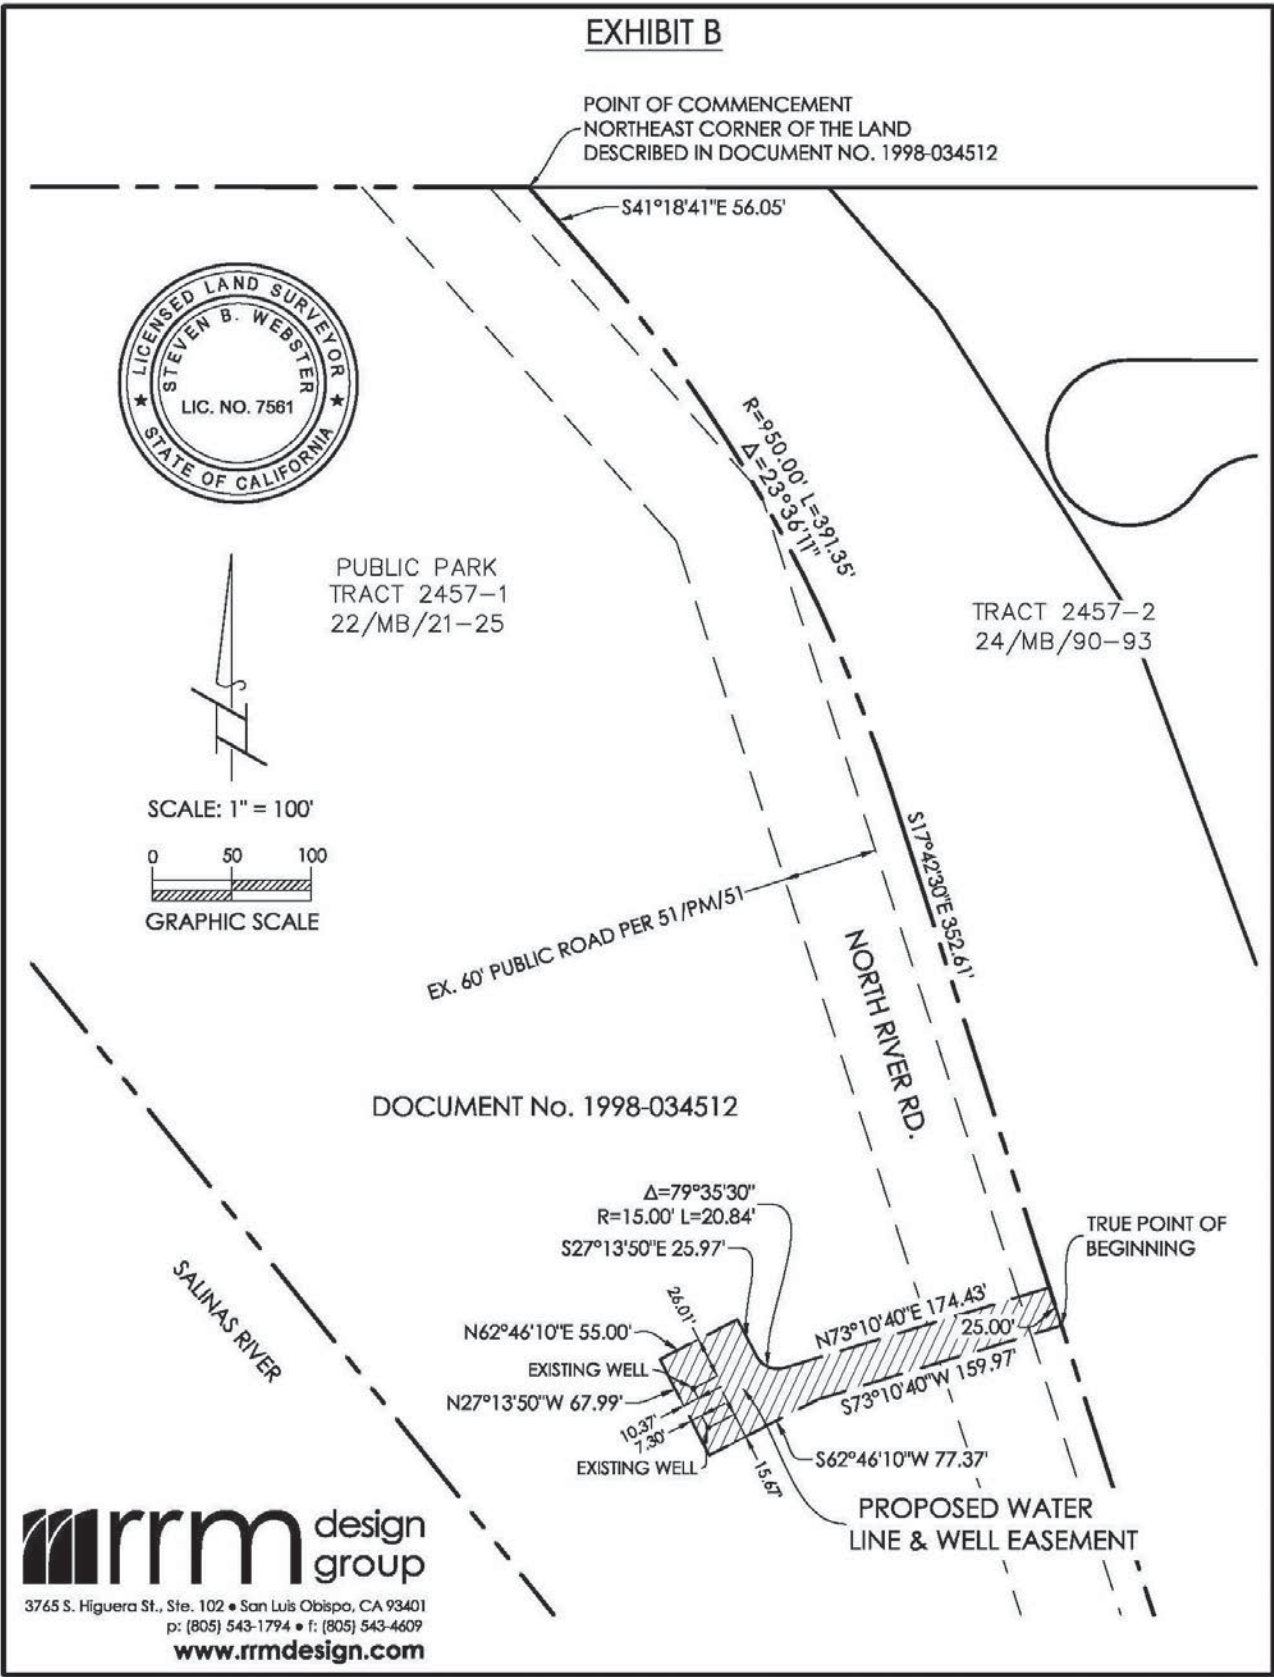 EXHIBIT B
POINT OF COMMENCEMENT
NORTHEAST CORNER OF THE LAND
DESCRIBED IN DOCUMENT NO. 1998-034512
S41°18'41"E 56.05'
LICENSED LAND SURVEYOR
STEVEN B. WEBSTER
LIC. NO. 7561
STATE OF CALIFORNIA
R=950.00' L=391.35'
Δ=23°36'11"
PUBLIC PARK
TRACT 2457-1
22/MB/21-25
TRACT 2457-2
24/MB/90-93
SCALE: 1" = 100'
0 50 100
GRAPHIC SCALE
S17°42'30"E 352.61'
EX. 60' PUBLIC ROAD PER 51/PM/51
NORTH RIVER RD.
DOCUMENT No. 1998-034512
Δ=79°35'30"
R=15.00' L=20.84'
S27°13'50"E 25.97'
TRUE POINT OF
BEGINNING
SALINAS RIVER
26.01'
N73°10'40"E 174.43'
25.00'
N62°46'10"E 55.00'
EXISTING WELL
S73°10'40"W 159.97'
N27°13'50"W 67.99'
10.37'
7.30'
EXISTING WELL
15.67'
S62°46'10"W 77.37'
PROPOSED WATER
LINE & WELL EASEMENT
rrm design
group
3765 S. Higuera St., Ste. 102 • San Luis Obispo, CA 93401
p: (805) 543-1794 • f: (805) 543-4609
www.rrmdesign.com